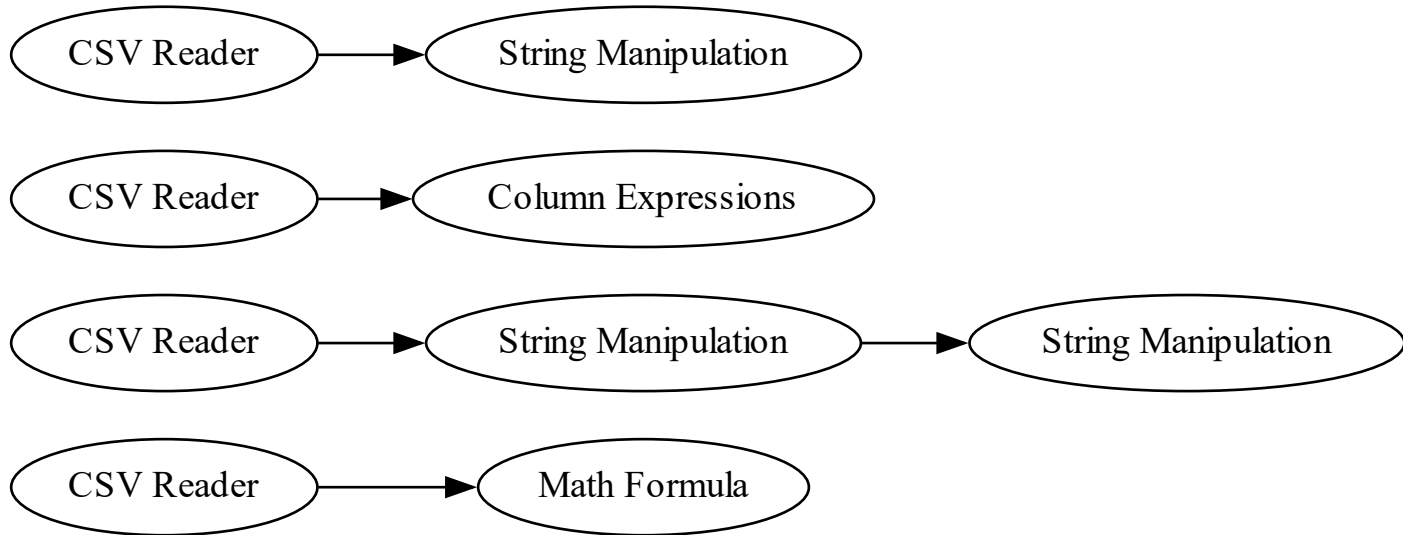 CSV Reader String Manipulation
CSV Reader Column Expressions
CSV Reader String Manipulation String Manipulation
CSV Reader Math Formula